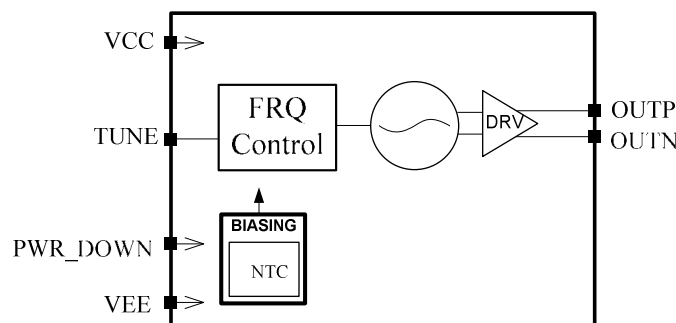 VCC
FRQ
Control
TUNE
DRV
OUTP
OUTN
BIASING
NTC
PWR_DOWN
VEE